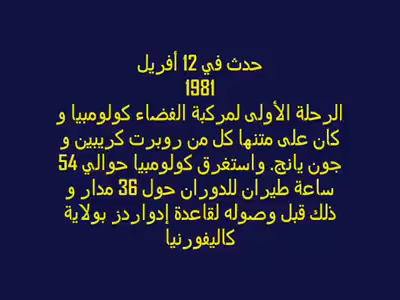 حدث في 12 أفريل
1981
الرحلة الأولى لمركبة الفضاء كولومبيا و
كان على متنها كل من روبرت كريبين و
جون يانج. واستغرق كولومبيا حوالي 54
ساعة طيران للدوران حول 36 مدار و
ذلك قبل وصوله لقاعدة إدواردز بولاية
كاليفورنيا